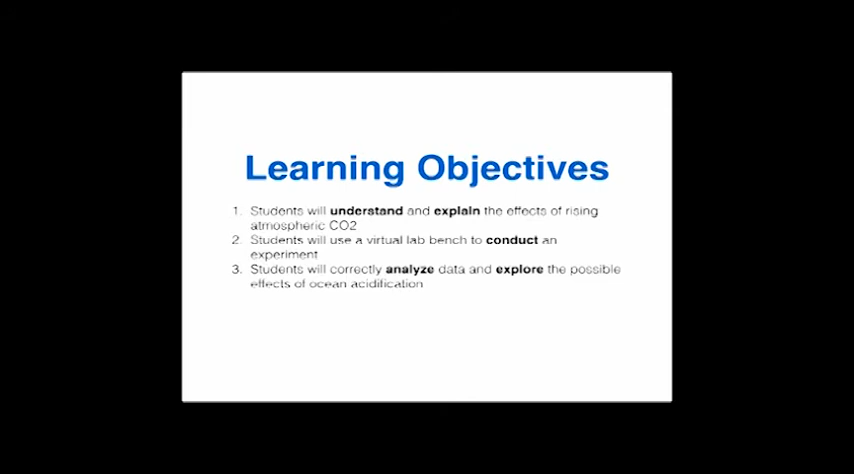 Learning Objectives
1. Students will understand and explain the effects of rising
atmospheric CO2
2. Students will use a virtual lab bench to conduct an
experiment
3. Students will correctly analyze data and explore the possible
effects of ocean acidification